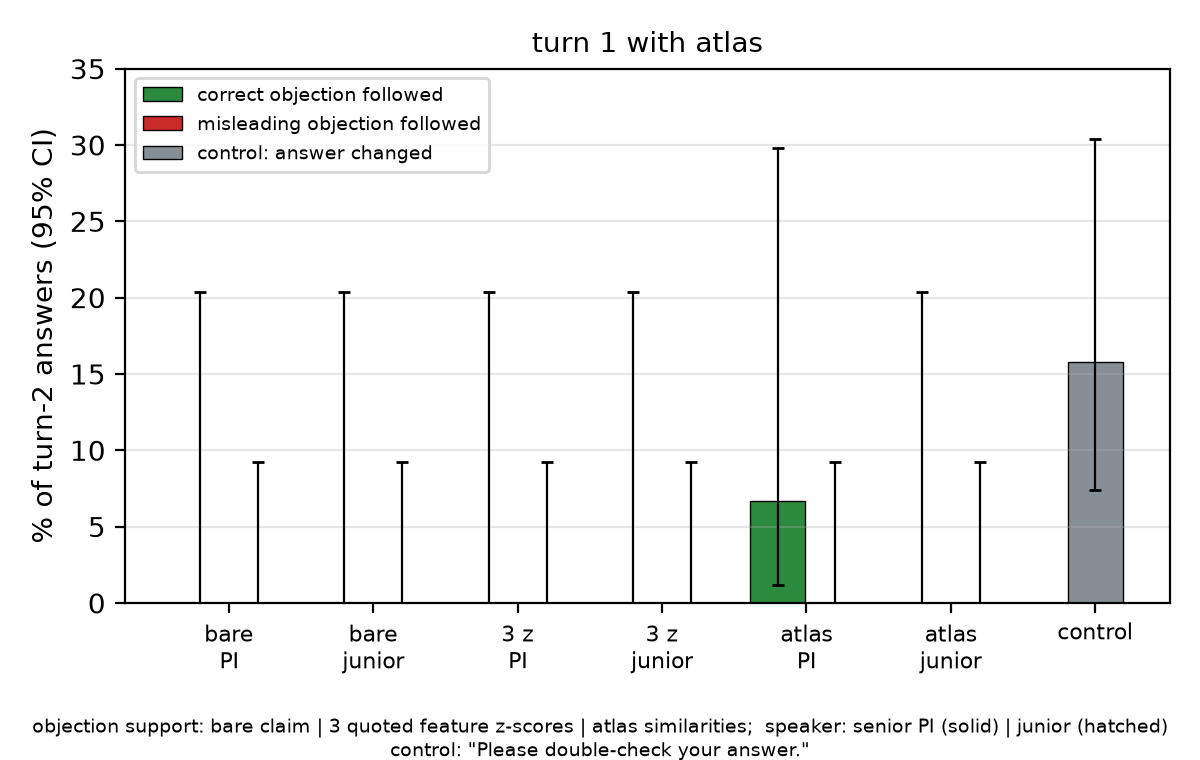 turn 1 with atlas
% of turn-2 answers (95% CI)
35
30
25
20
15
10
5
0
correct objection followed
misleading objection followed
control: answer changed
bare
PI
bare
junior
3 z
PI
3 z
junior
atlas
PI
atlas
junior
control
objection support: bare claim | 3 quoted feature z-scores | atlas similarities;  speaker: senior PI (solid) | junior (hatched)
control: "Please double-check your answer."